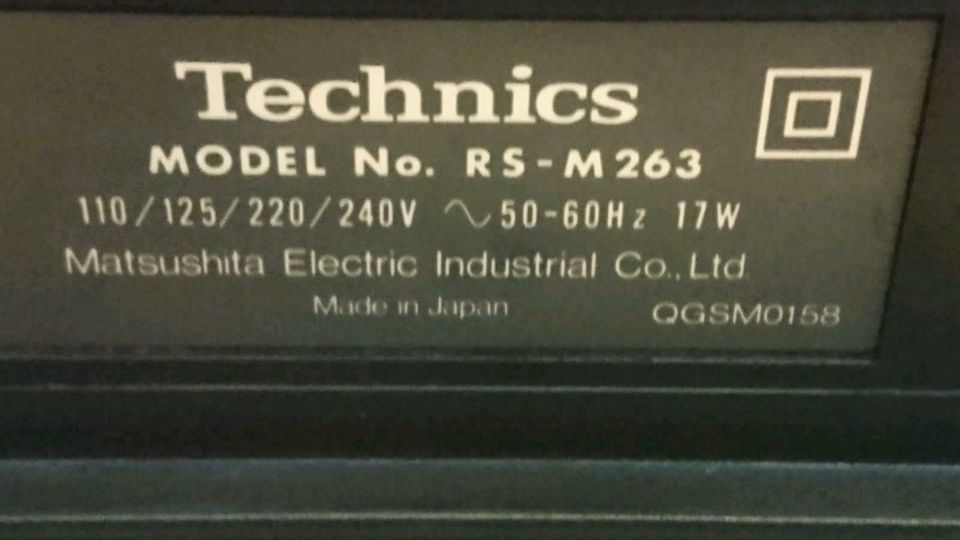 Technics
MODEL No. RS-M263
110/125/220/240V ∿ 50-60Hz 17W
Matsushita Electric Industrial Co., Ltd.
Made in Japan QGSM0158